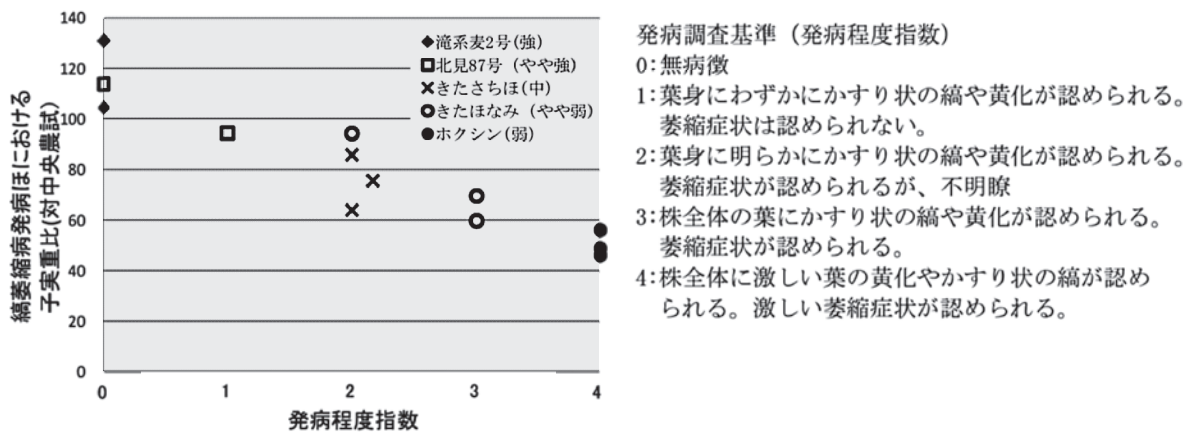 140
120
100
80
60
40
20
0
0
1
2
3
4
縞萎縮病発病ほにおける
子実重比(対中央農試)
発病程度指数
◆滝系麦2号(強)
北見87号（やや強）
×きたさちほ(中)
きたほなみ（やや弱）
●ホクシン(弱)
発病調査基準（発病程度指数）
0:無病徴
1:葉身にわずかにかすり状の縞や黄化が認められる。
萎縮症状は認められない。
2:葉身に明らかにかすり状の縞や黄化が認められる。
萎縮症状が認められるが、不明瞭
3:株全体の葉にかすり状の縞や黄化が認められる。
萎縮症状が認められる。
4:株全体に激しい葉の黄化やかすり状の縞が認め
られる。激しい萎縮症状が認められる。